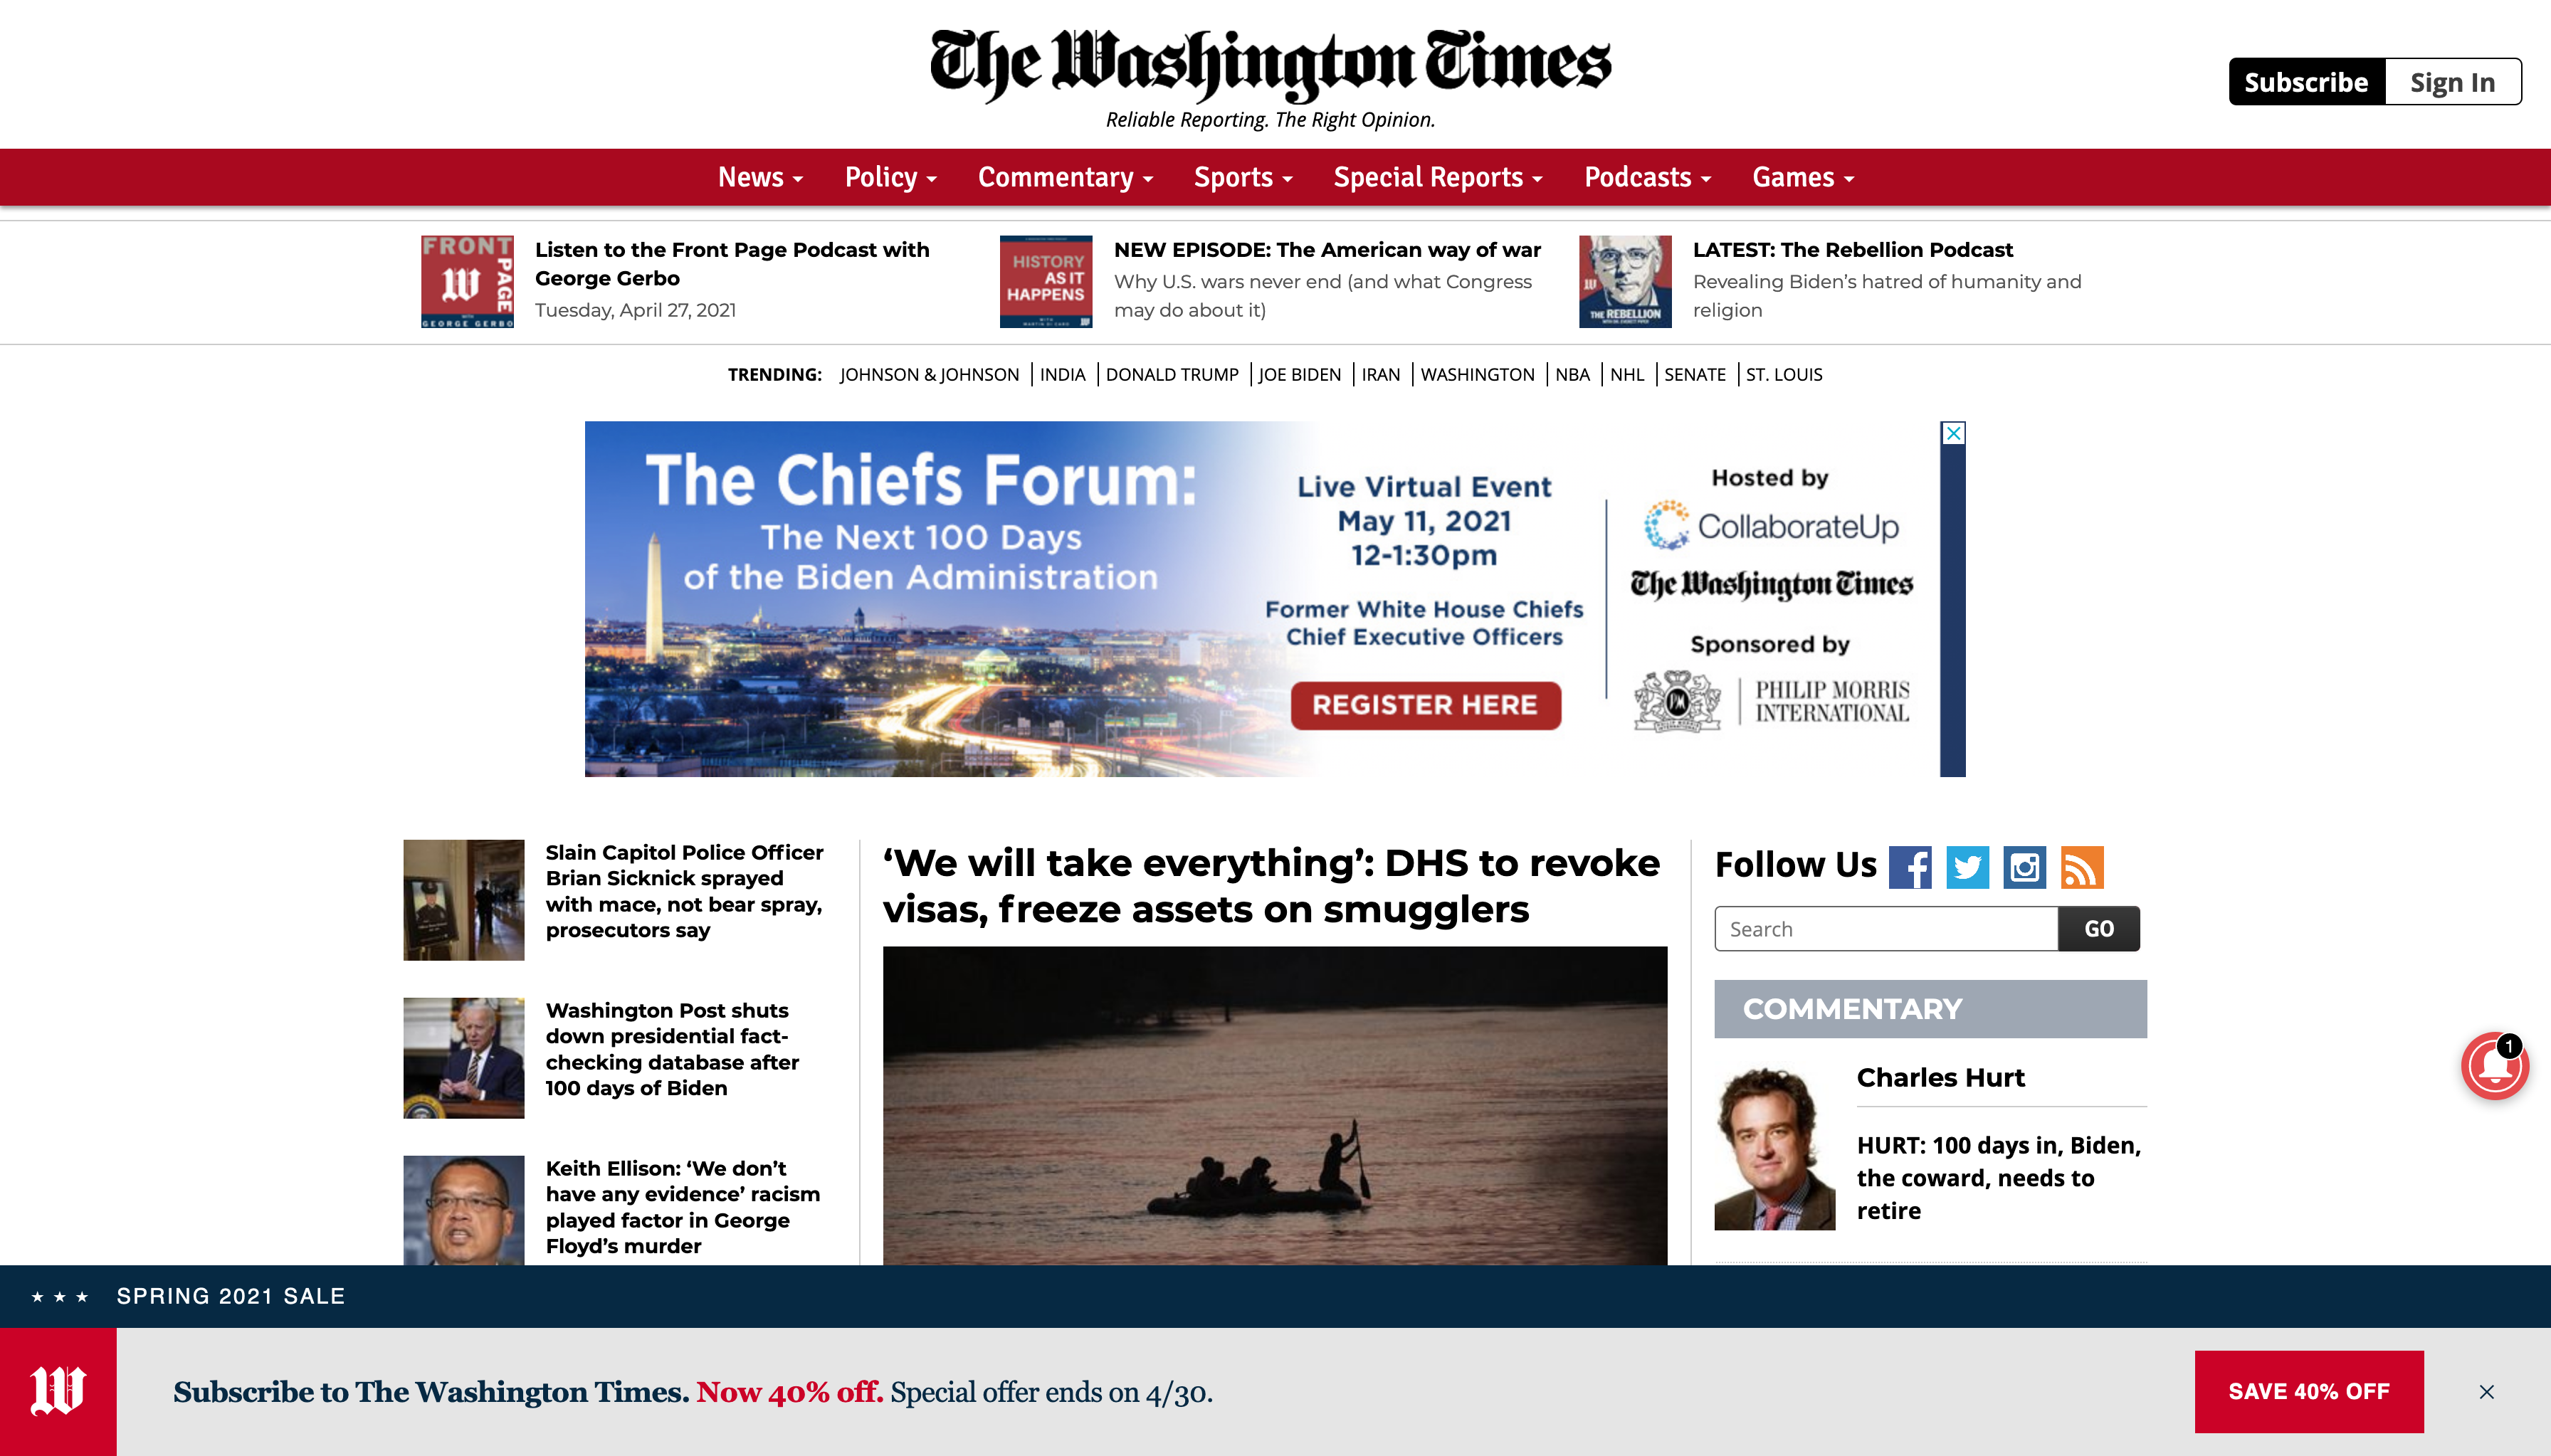 The Washington Times
Reliable Reporting. The Right Opinion.
Subscribe
Sign In
News
Policy
Commentary
Sports
Special Reports
Podcasts
Games
FRONT
PAGE
WITH
GEORGE GERBO
Listen to the Front Page Podcast with
George Gerbo
Tuesday, April 27, 2021
HISTORY
AS IT
HAPPENS
WITH
MARTIN DI CARO
NEW EPISODE: The American way of war
Why U.S. wars never end (and what Congress
may do about it)
THE REBELLION
LATEST: The Rebellion Podcast
Revealing Biden’s hatred of humanity and
religion
TRENDING: JOHNSON & JOHNSON | INDIA | DONALD TRUMP | JOE BIDEN | IRAN | WASHINGTON | NBA | NHL | SENATE | ST. LOUIS
The Chiefs Forum:
The Next 100 Days
of the Biden Administration
Live Virtual Event
May 11, 2021
12-1:30pm
Former White House Chiefs
Chief Executive Officers
REGISTER HERE
Hosted by
CollaborateUp
The Washington Times
Sponsored by
PM
PHILIP MORRIS
INTERNATIONAL
Slain Capitol Police Officer
Brian Sicknick sprayed
with mace, not bear spray,
prosecutors say
Washington Post shuts
down presidential fact-
checking database after
100 days of Biden
Keith Ellison: ‘We don’t
have any evidence’ racism
played factor in George
Floyd’s murder
‘We will take everything’: DHS to revoke
visas, freeze assets on smugglers
Follow Us
Search
GO
COMMENTARY
Charles Hurt
HURT: 100 days in, Biden,
the coward, needs to
retire
1
SPRING 2021 SALE
W
Subscribe to The Washington Times. Now 40% off. Special offer ends on 4/30.
SAVE 40% OFF